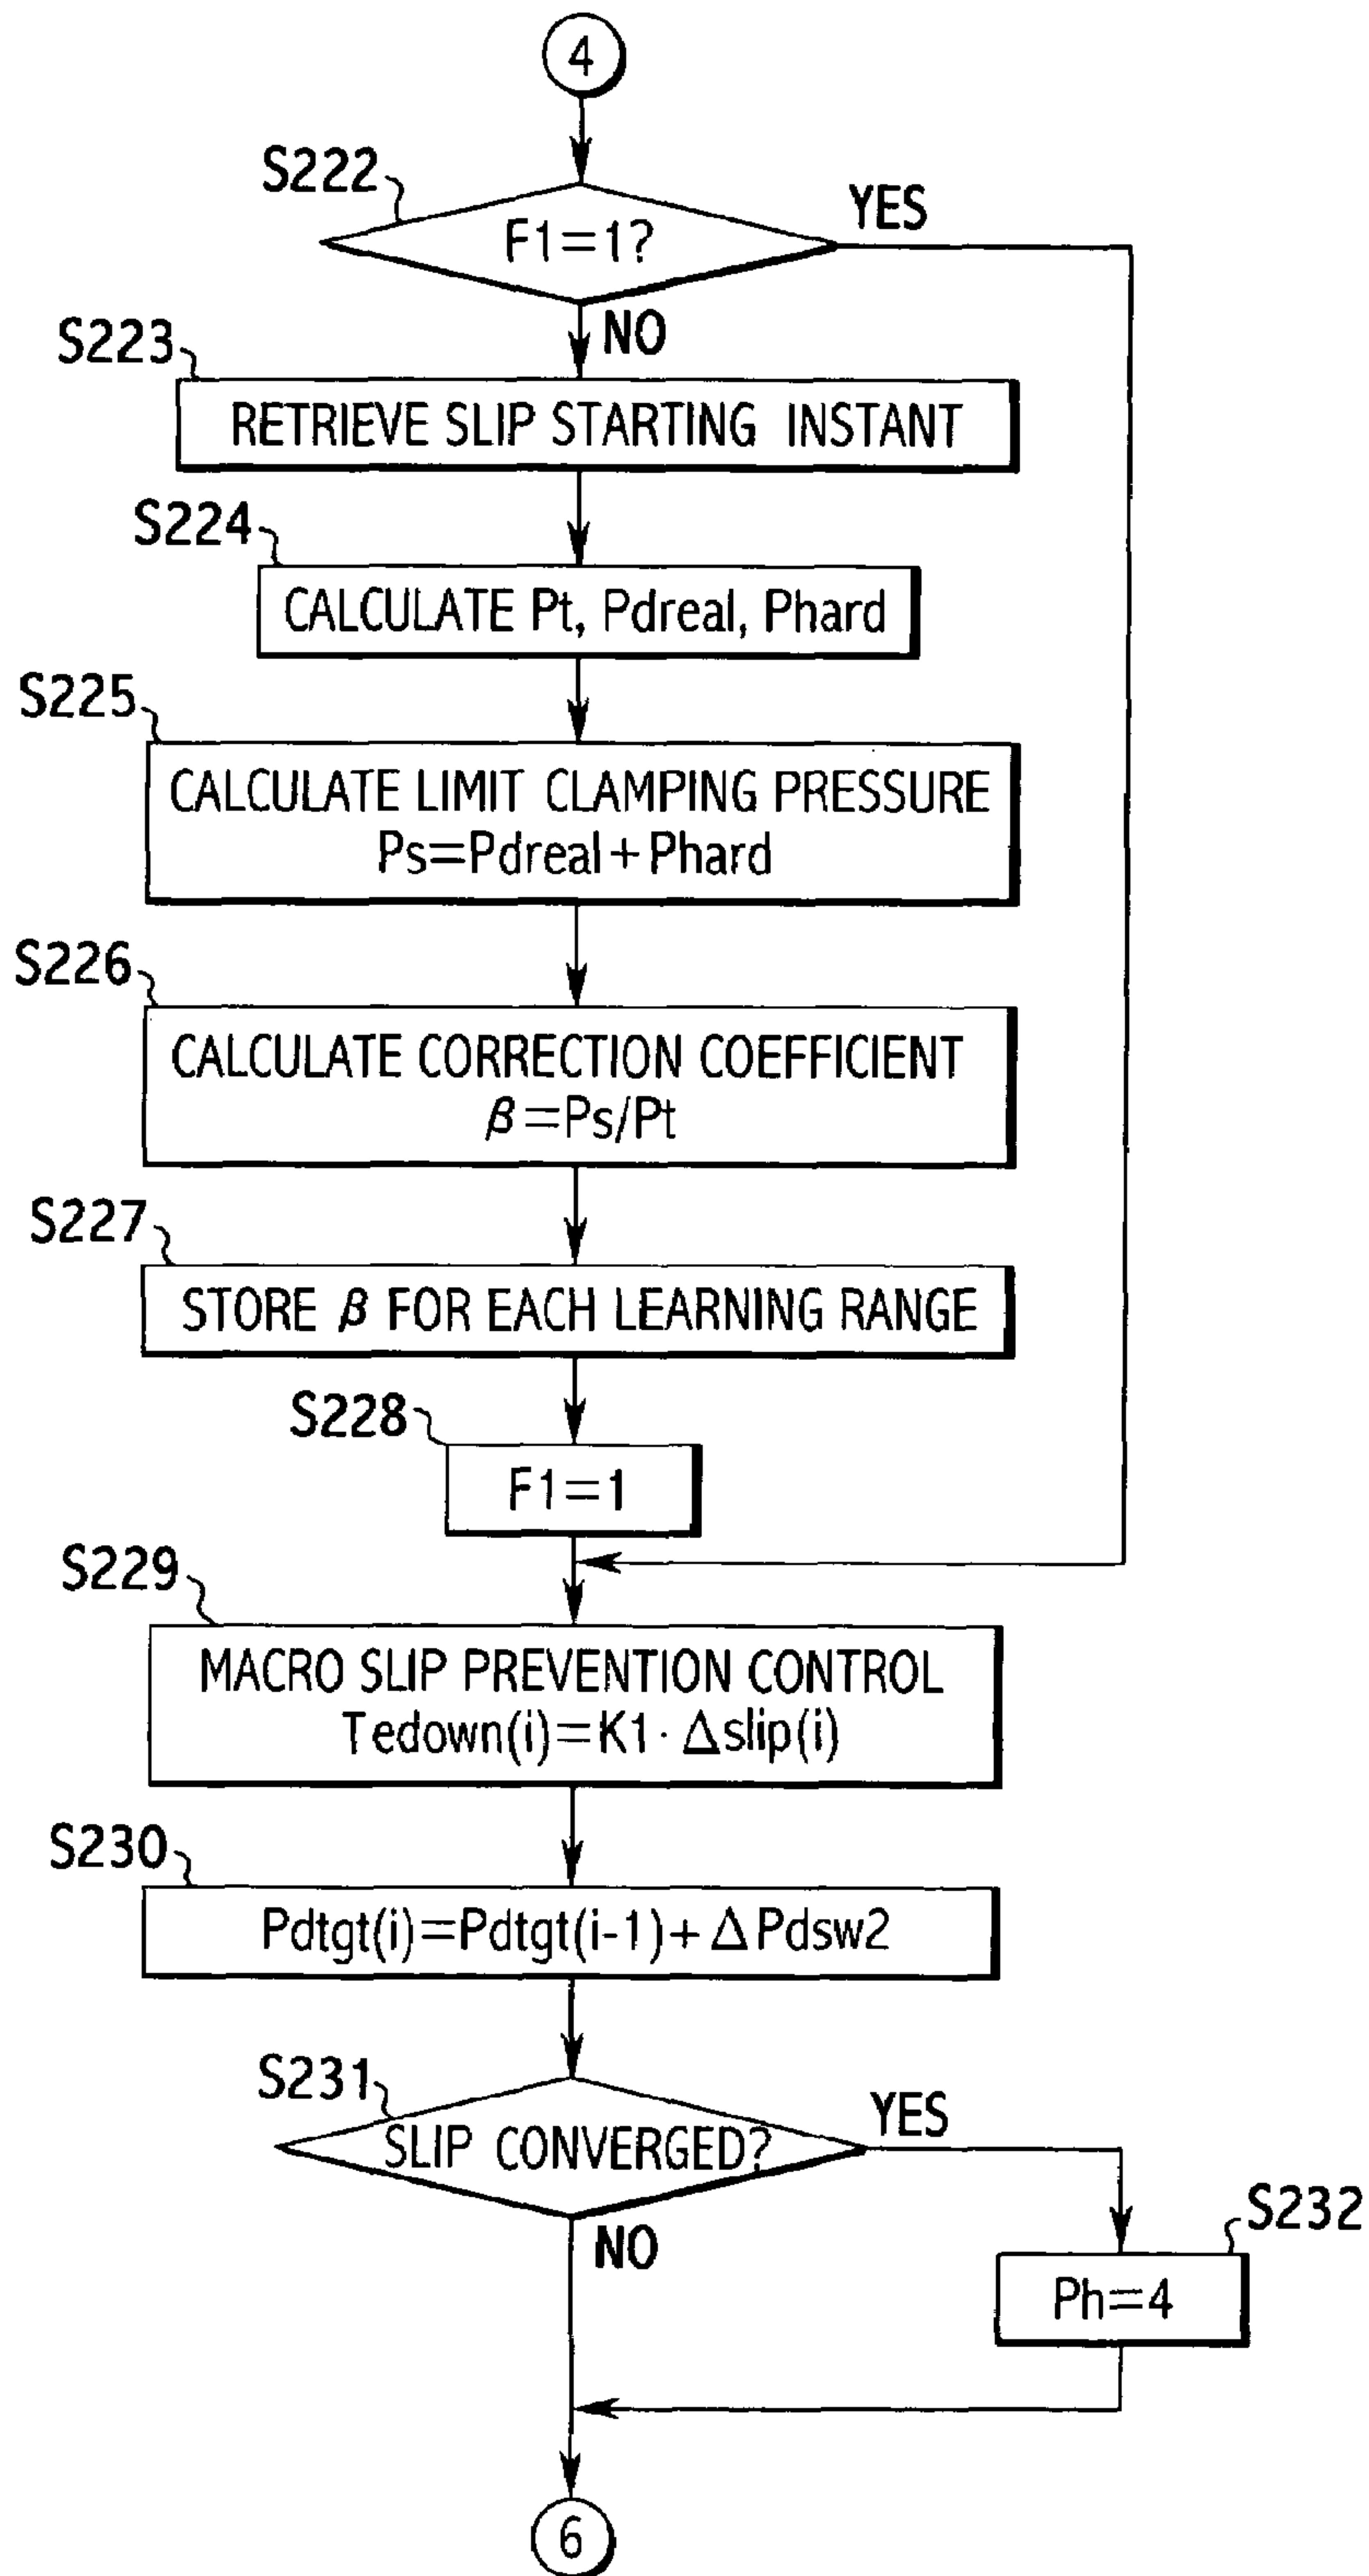 4
S222
F1=1?
YES
NO
S223
RETRIEVE SLIP STARTING INSTANT
S224
CALCULATE Pt, Pdreal, Phard
S225
CALCULATE LIMIT CLAMPING PRESSURE
Ps=Pdreal+Phard
S226
CALCULATE CORRECTION COEFFICIENT
β=Ps/Pt
S227
STORE β FOR EACH LEARNING RANGE
S228
F1=1
S229
MACRO SLIP PREVENTION CONTROL
Tedown(i)=K1·Δslip(i)
S230
Pdtgt(i)=Pdtgt(i-1)+ΔPdsw2
S231
SLIP CONVERGED?
YES
NO
S232
Ph=4
6